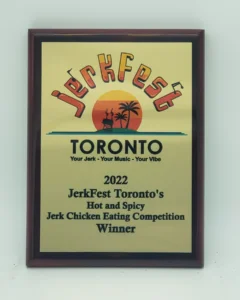 JerkFest
TORONTO
Your Jerk - Your Music - Your Vibe
2022
JerkFest Toronto's
Hot and Spicy
Jerk Chicken Eating Competition
Winner